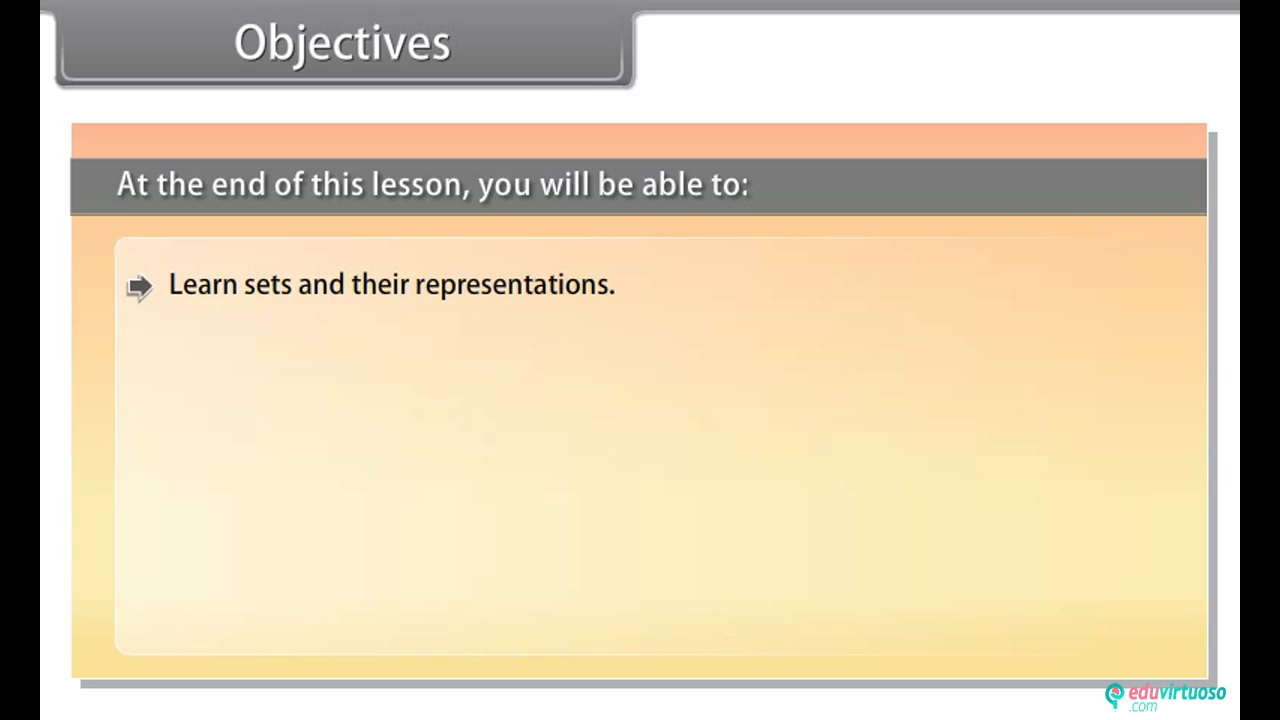 Objectives
At the end of this lesson, you will be able to:
Learn sets and their representations.
eduvirtuoso
.com